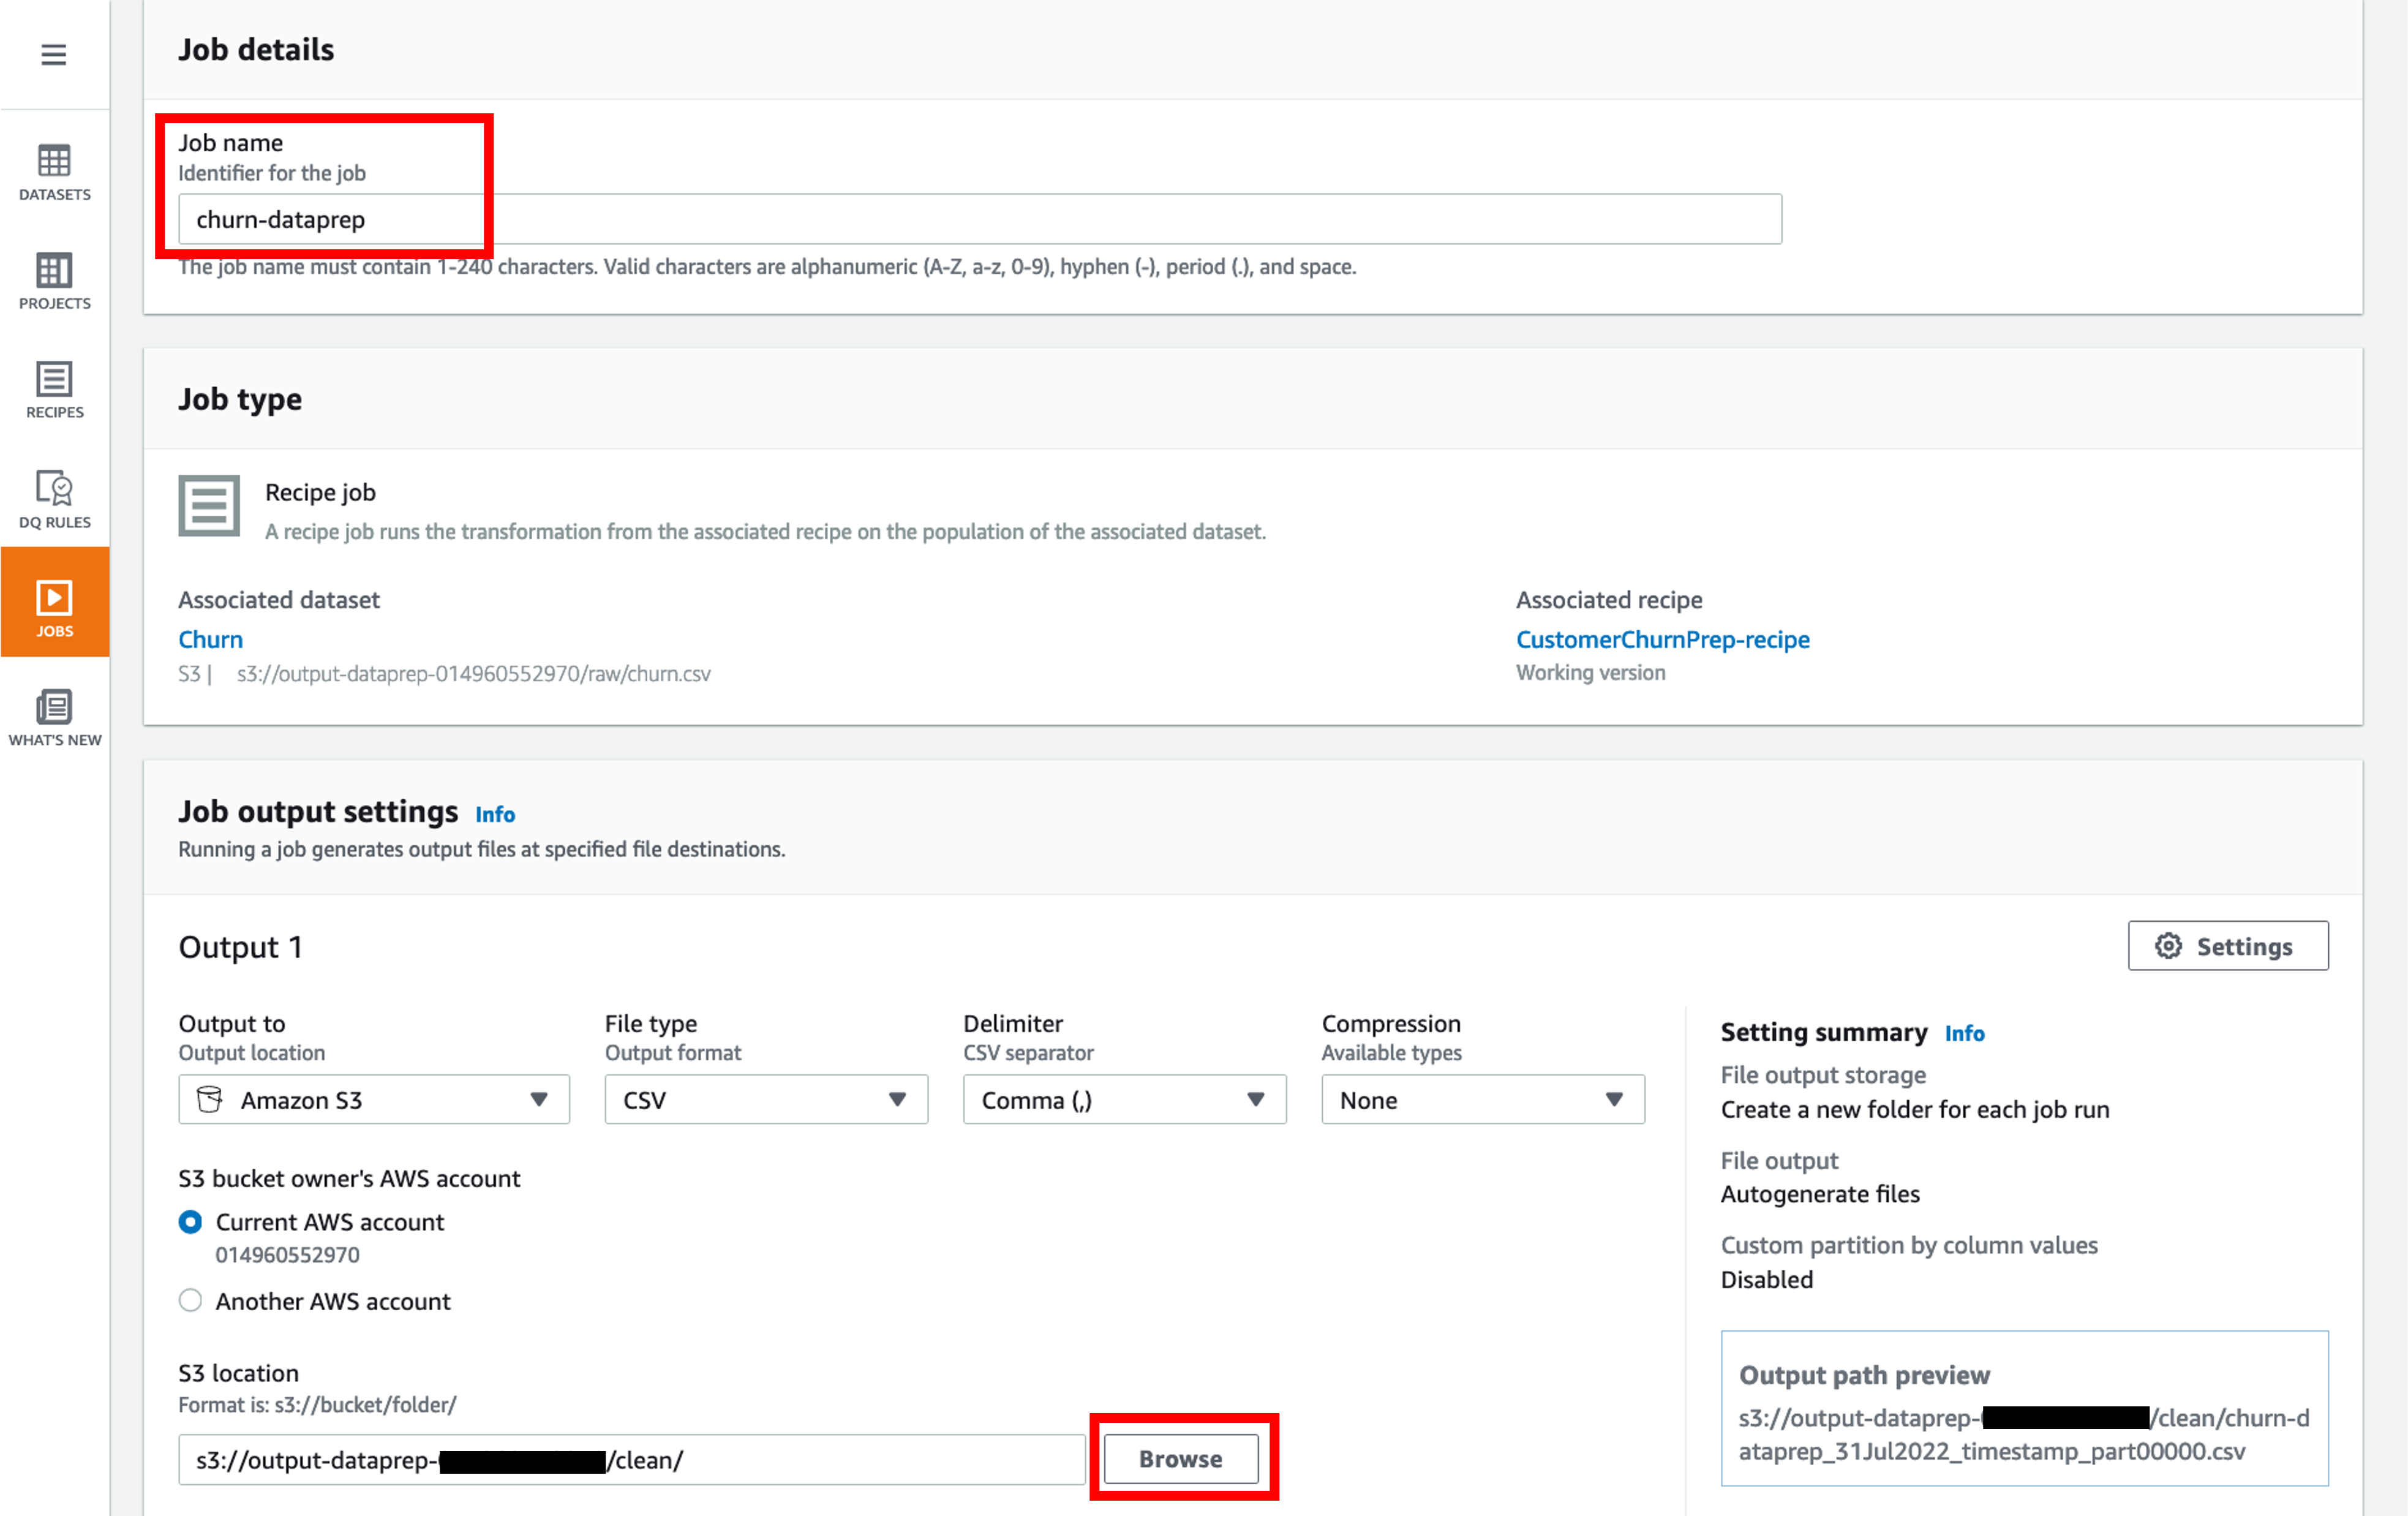 Job details
Job name
Identifier for the job
churn-dataprep
The job name must contain 1-240 characters. Valid characters are alphanumeric (A-Z, a-z, 0-9), hyphen (-), period (.), and space.
DATASETS
PROJECTS
RECIPES
DQ RULES
JOBS
WHAT'S NEW
Job type
Recipe job
A recipe job runs the transformation from the associated recipe on the population of the associated dataset.
Associated dataset
Churn
S3 | s3://output-dataprep-014960552970/raw/churn.csv
Associated recipe
CustomerChurnPrep-recipe
Working version
Job output settings Info
Running a job generates output files at specified file destinations.
Output 1
Settings
Output to
Output location
Amazon S3
File type
Output format
CSV
Delimiter
CSV separator
Comma (,)
Compression
Available types
None
S3 bucket owner's AWS account
Current AWS account
014960552970
Another AWS account
S3 location
Format is: s3://bucket/folder/
s3://output-dataprep- /clean/
Browse
Setting summary Info
File output storage
Create a new folder for each job run
File output
Autogenerate files
Custom partition by column values
Disabled
Output path preview
s3://output-dataprep- /clean/churn-d
ataprep_31Jul2022_timestamp_part00000.csv